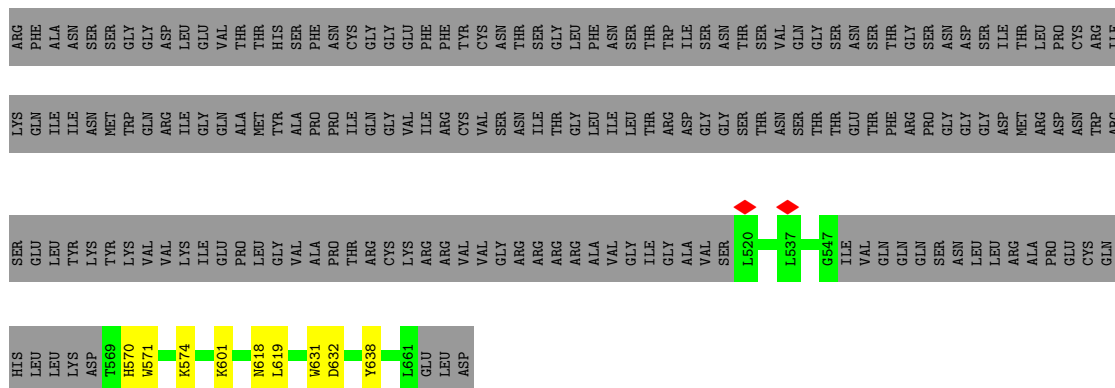 ARG PHE ALA ASN SER SER GLY GLY ASP LEU GLU VAL THR THR HIS SER PHE ASN CYS GLY GLY GLU PHE PHE TYR CYS ASN THR SER GLY LEU PHE ASN SER THR TRP ILE SER ASN THR SER VAL GLN GLY SER ASN SER THR GLY SER ASN ASP SER ILE THR LEU PRO CYS ARG ILE
LYS GLN ILE ILE ASN MET TRP GLN ARG ILE GLY GLN ALA MET TYR ALA PRO PRO ILE GLN GLY VAL ILE ARG CYS VAL SER ASN ILE THR GLY LEU ILE LEU THR ARG ASP GLY GLY SER THR ASN SER THR THR GLU THR PHE ARG PRO GLY GLY GLY ASP MET ARG ASP ASN TRP ARG
SER GLU LEU TYR LYS TYR LYS VAL VAL LYS ILE GLU PRO LEU GLY VAL ALA PRO THR ARG CYS LYS ARG ARG VAL VAL GLY ARG ARG ARG ARG ALA VAL GLY ILE GLY ALA VAL SER L520 L537 G547 ILE VAL GLN GLN GLN SER ASN LEU LEU ARG ALA PRO GLU CYS GLN
HIS LEU LEU LYS ASP T569 H570 W571 K574 K601 N618 L619 W631 D632 Y638 L661 GLU LEU ASP